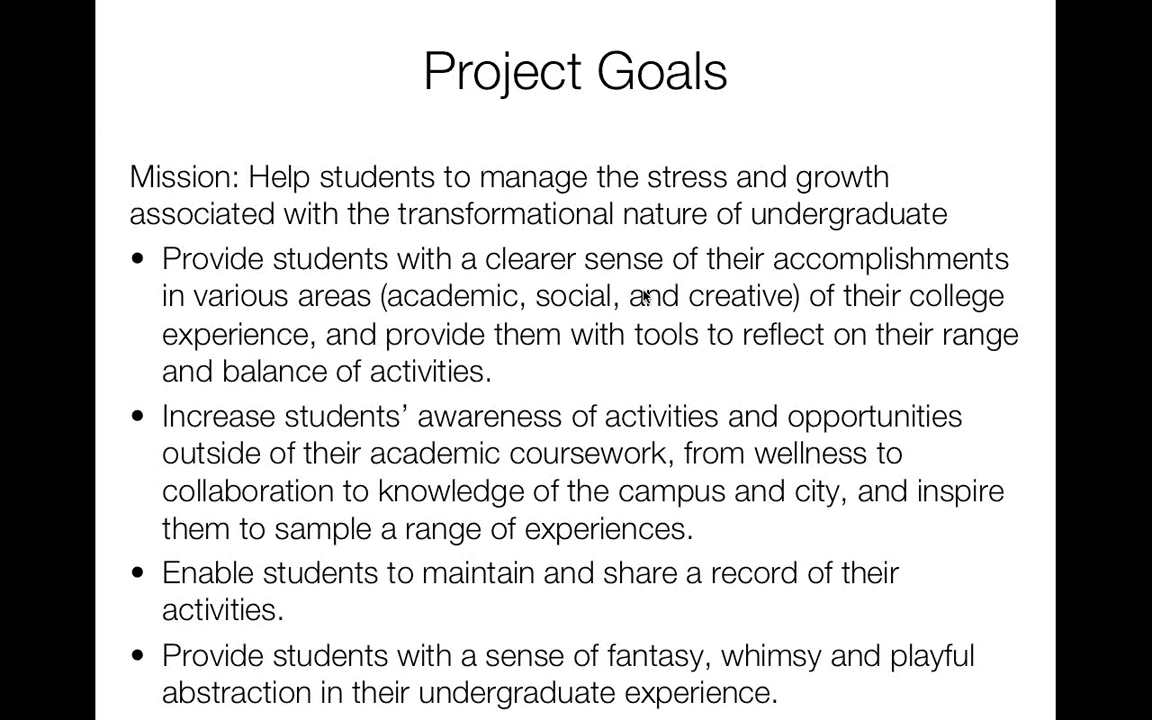 Project Goals
Mission: Help students to manage the stress and growth
associated with the transformational nature of undergraduate
• Provide students with a clearer sense of their accomplishments
in various areas (academic, social, and creative) of their college
experience, and provide them with tools to reflect on their range
and balance of activities.
• Increase students’ awareness of activities and opportunities
outside of their academic coursework, from wellness to
collaboration to knowledge of the campus and city, and inspire
them to sample a range of experiences.
• Enable students to maintain and share a record of their
activities.
• Provide students with a sense of fantasy, whimsy and playful
abstraction in their undergraduate experience.